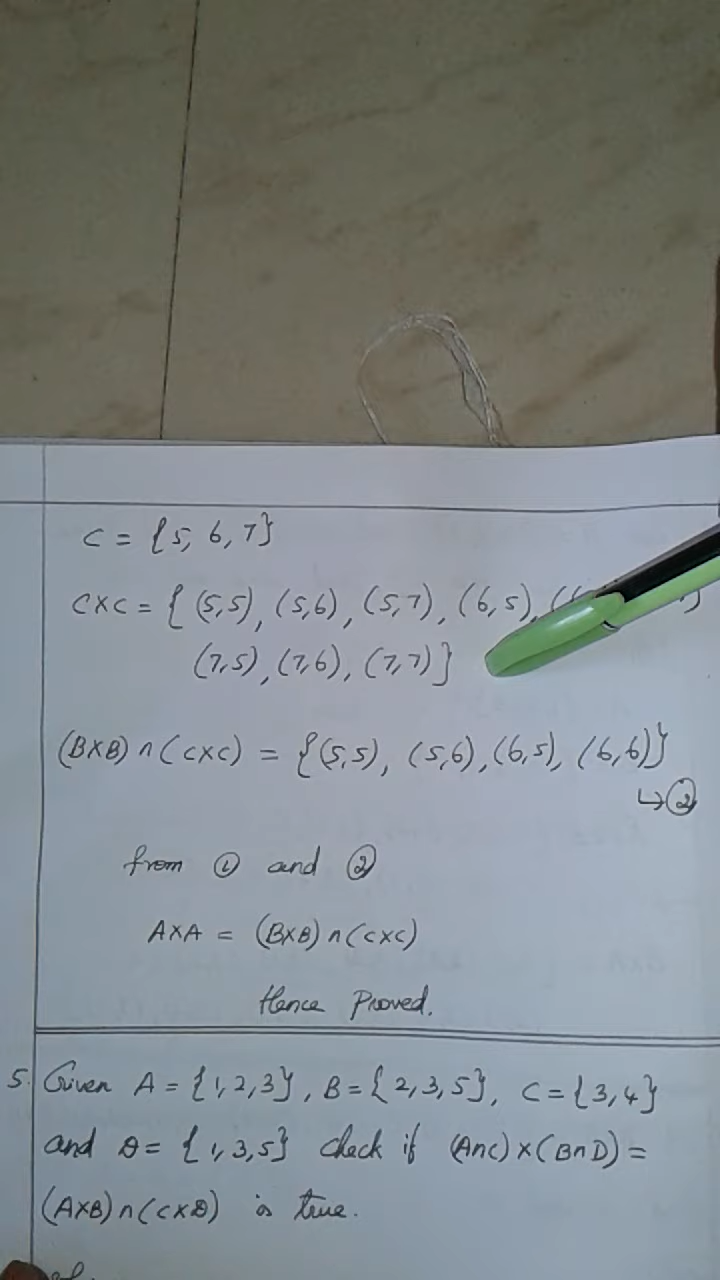 C = {5, 6, 7}
C×C = { (5,5), (5,6), (5,7), (6,5),
(7,5), (7,6), (7,7)}
(B×B) ∩ (C×C) = {(5,5), (5,6), (6,5), (6,6)}
↳②
from ① and ②
A×A = (B×B) ∩ (C×C)
Hence Proved.
5. Given A = {1,2,3}, B = {2,3,5}, C = {3,4}
and D = {1,3,5} check if (A∩C) × (B∩D) =
(A×B) ∩ (C×D) is true.